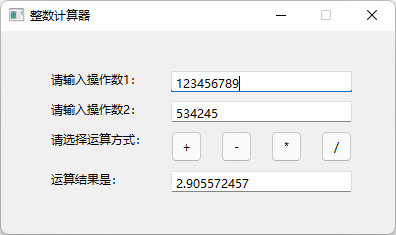 整数计算器
请输入操作数1：
123456789
请输入操作数2：
534245
请选择运算方式：
+ - * /
运算结果是：
2.905572457